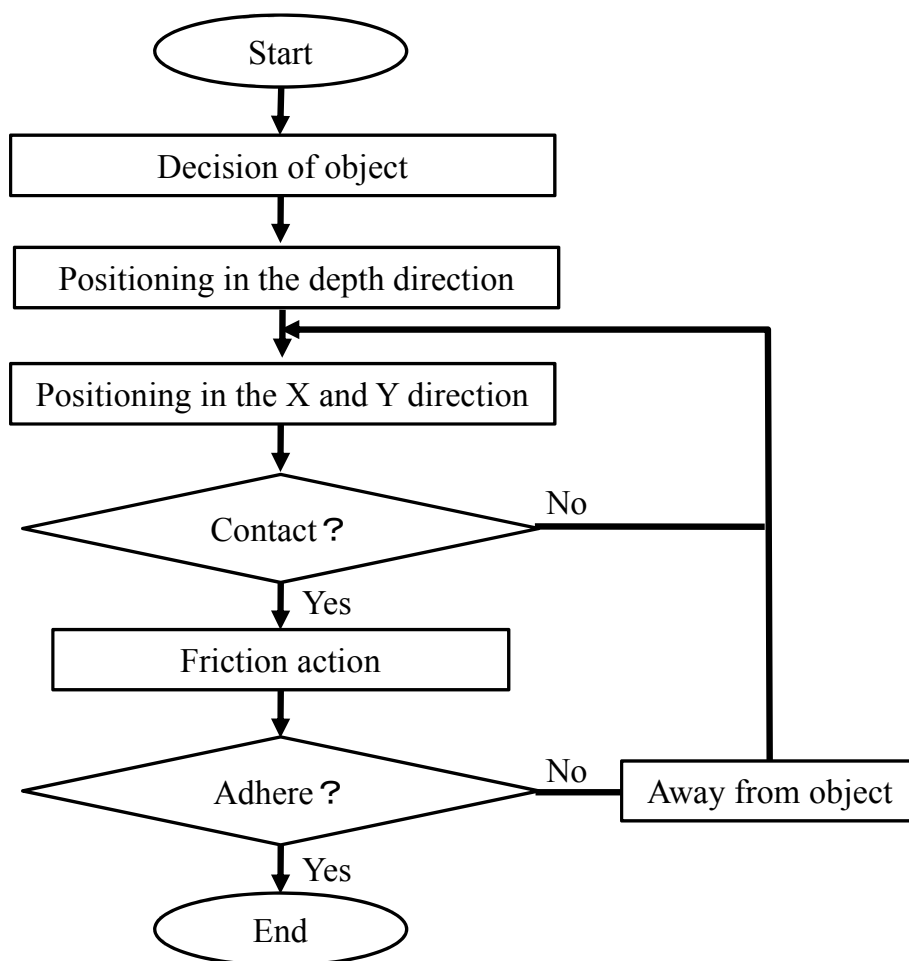 Start
Decision of object
Positioning in the depth direction
Positioning in the X and Y direction
Contact？
No
Yes
Friction action
Adhere？
No
Away from object
Yes
End